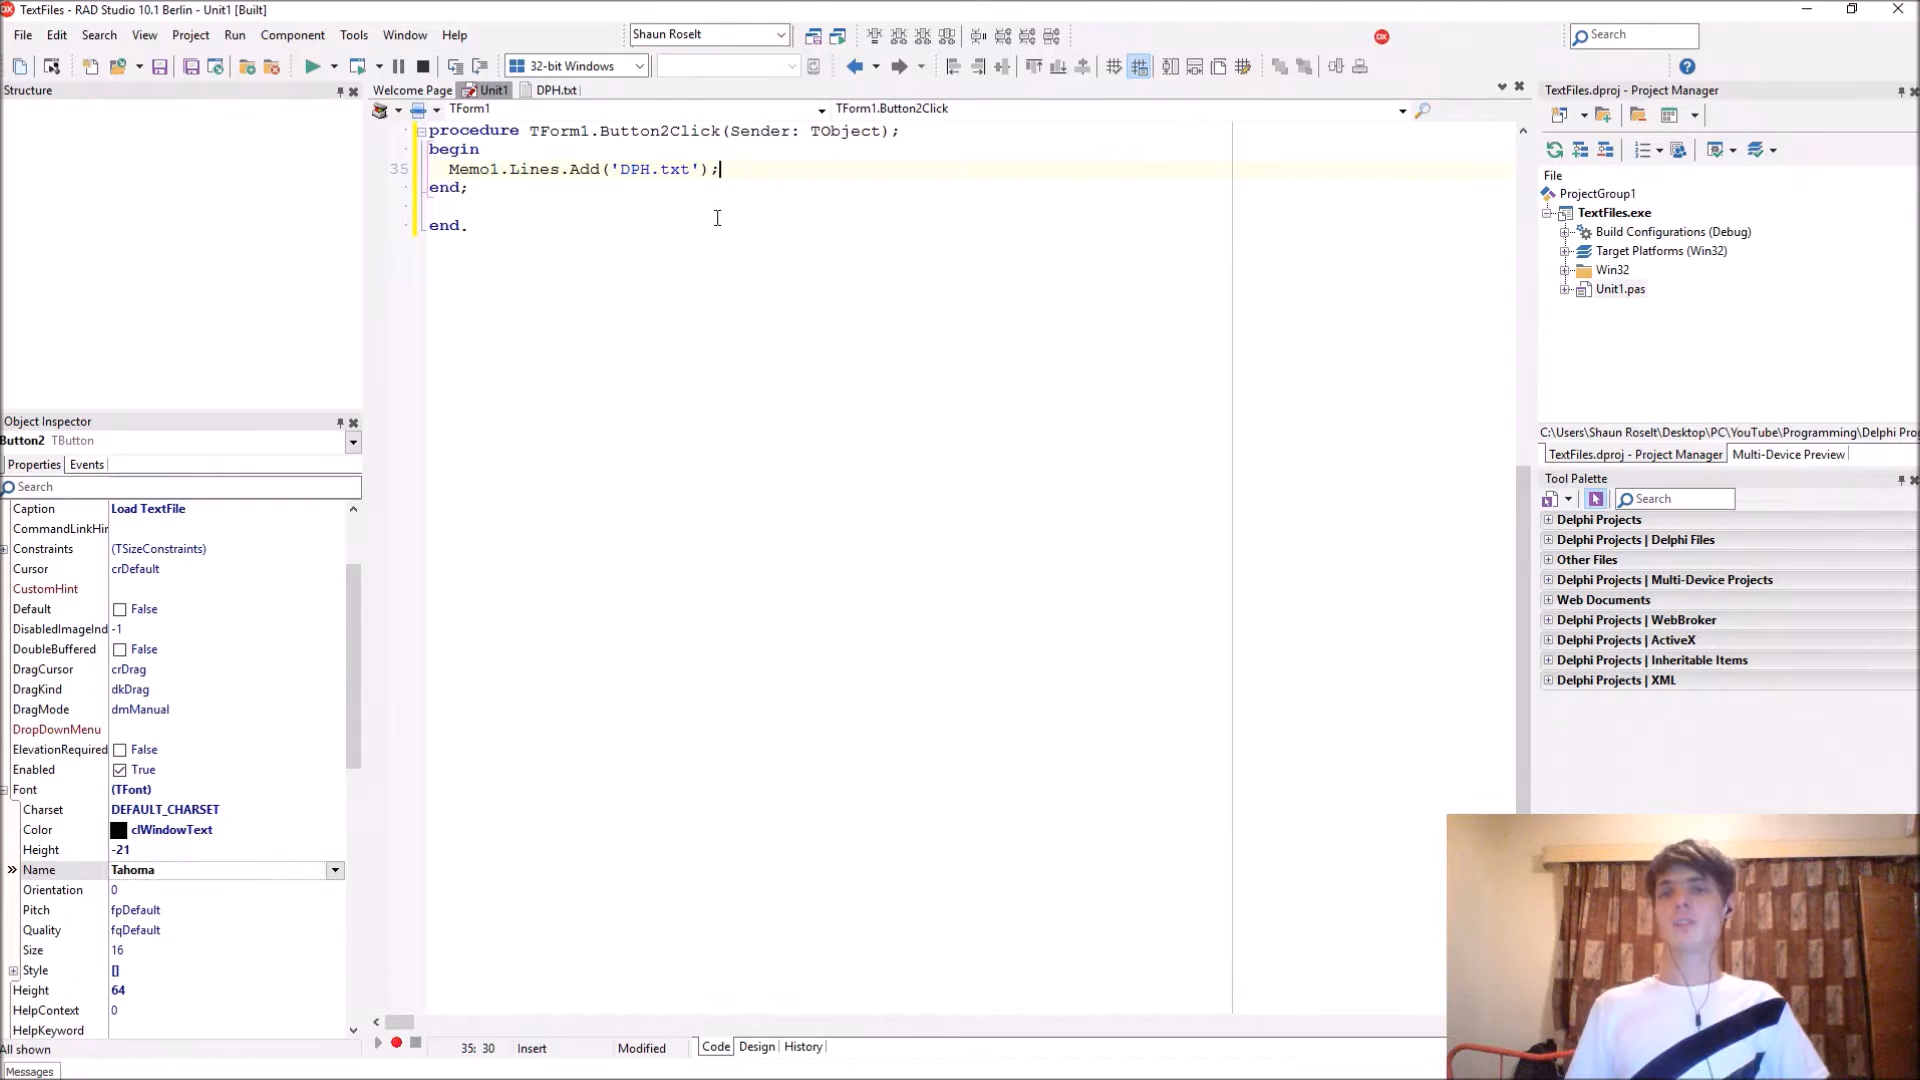 TextFiles - RAD Studio 10.1 Berlin - Unit1 [Built]
File Edit Search View Project Run Component Tools Window Help
Shaun Roselt
Search
32-bit Windows
Structure
Welcome Page Unit1 DPH.txt
TForm1 TForm1.Button2Click
procedure TForm1.Button2Click(Sender: TObject);
begin
35 Memo1.Lines.Add('DPH.txt');
end;
end.
Object Inspector
Button2 TButton
Properties Events
Search
Caption Load TextFile
CommandLinkHir
Constraints (TSizeConstraints)
Cursor crDefault
CustomHint
Default False
DisabledImageInd -1
DoubleBuffered False
DragCursor crDrag
DragKind dkDrag
DragMode dmManual
DropDownMenu
ElevationRequired False
Enabled True
Font (TFont)
Charset DEFAULT_CHARSET
Color clWindowText
Height -21
Name Tahoma
Orientation 0
Pitch fpDefault
Quality fqDefault
Size 16
Style []
Height 64
HelpContext 0
HelpKeyword
All shown
Messages
35: 30 Insert Modified Code Design History
TextFiles.dproj - Project Manager
File
ProjectGroup1
TextFiles.exe
Build Configurations (Debug)
Target Platforms (Win32)
Win32
Unit1.pas
C:\Users\Shaun Roselt\Desktop\PC\YouTube\Programming\Delphi Pro
TextFiles.dproj - Project Manager Multi-Device Preview
Tool Palette
Search
Delphi Projects
Delphi Projects | Delphi Files
Other Files
Delphi Projects | Multi-Device Projects
Web Documents
Delphi Projects | WebBroker
Delphi Projects | ActiveX
Delphi Projects | Inheritable Items
Delphi Projects | XML